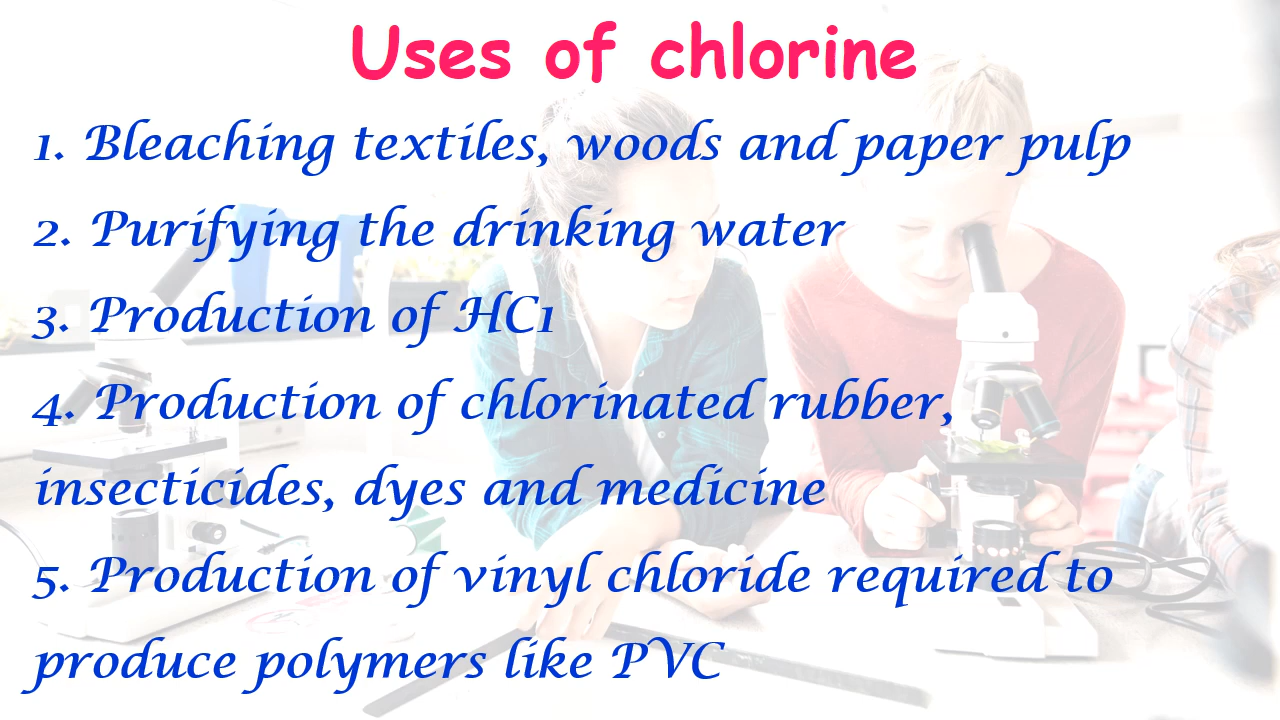 Uses of chlorine
1. Bleaching textiles, woods and paper pulp
2. Purifying the drinking water
3. Production of HC1
4. Production of chlorinated rubber,
insecticides, dyes and medicine
5. Production of vinyl chloride required to
produce polymers like PVC